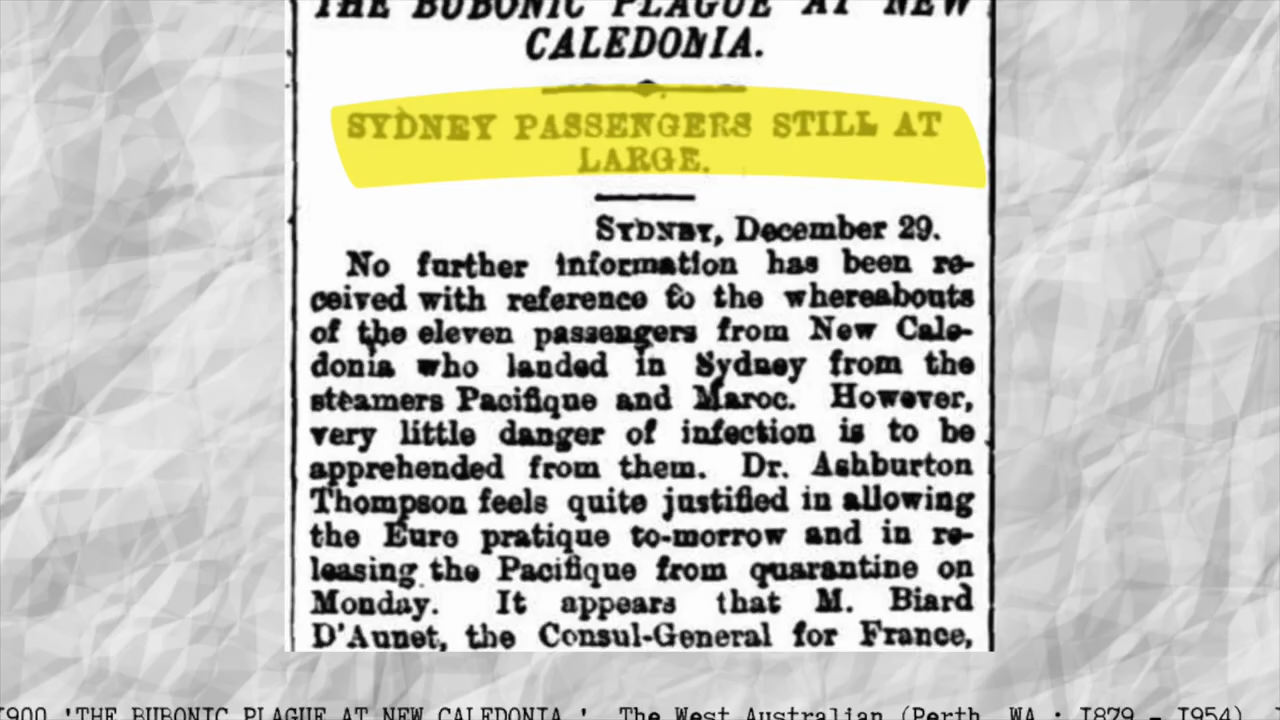 THE BUBONIC PLAGUE AT NEW
CALEDONIA.
SYDNEY PASSENGERS STILL AT
LARGE.
SYDNEY, December 29.
No further information has been re-
ceived with reference to the whereabouts
of the eleven passengers from New Cale-
donia who landed in Sydney from the
steamers Pacifique and Maroc. However,
very little danger of infection is to be
apprehended from them. Dr. Ashburton
Thompson feels quite justified in allowing
the Euro pratique to-morrow and in re-
leasing the Pacifique from quarantine on
Monday. It appears that M. Biard
D'Aunet, the Consul-General for France,
1900 'THE BUBONIC PLAGUE AT NEW CALEDONIA.', The West Australian (Perth, WA : 1879 - 1954),